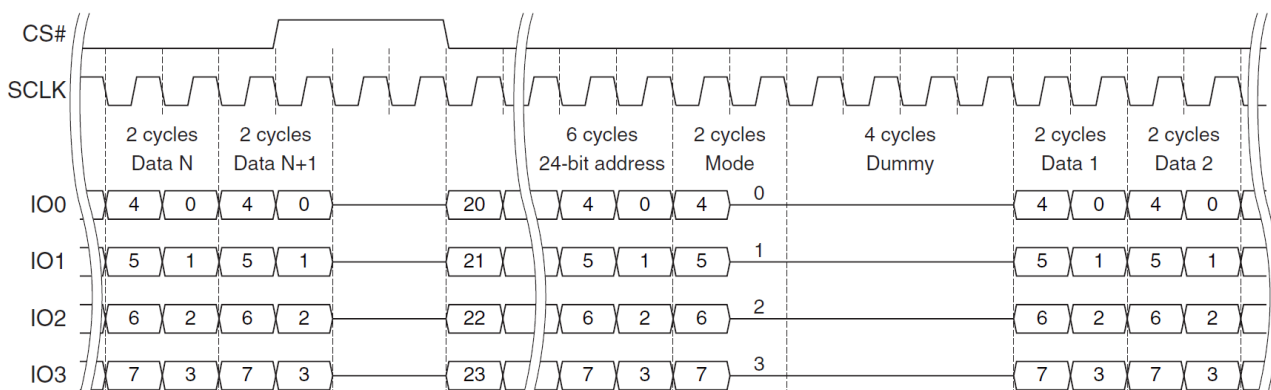 CS#
SCLK
2 cycles 2 cycles 6 cycles 2 cycles 4 cycles 2 cycles 2 cycles
Data N Data N+1 24-bit address Mode Dummy Data 1 Data 2
IO0 4 0 4 0 20 4 0 4 0 4 0 4 0
IO1 5 1 5 1 21 5 1 5 1 5 1 5 1
IO2 6 2 6 2 22 6 2 6 2 6 2 6 2
IO3 7 3 7 3 23 7 3 7 3 7 3 7 3